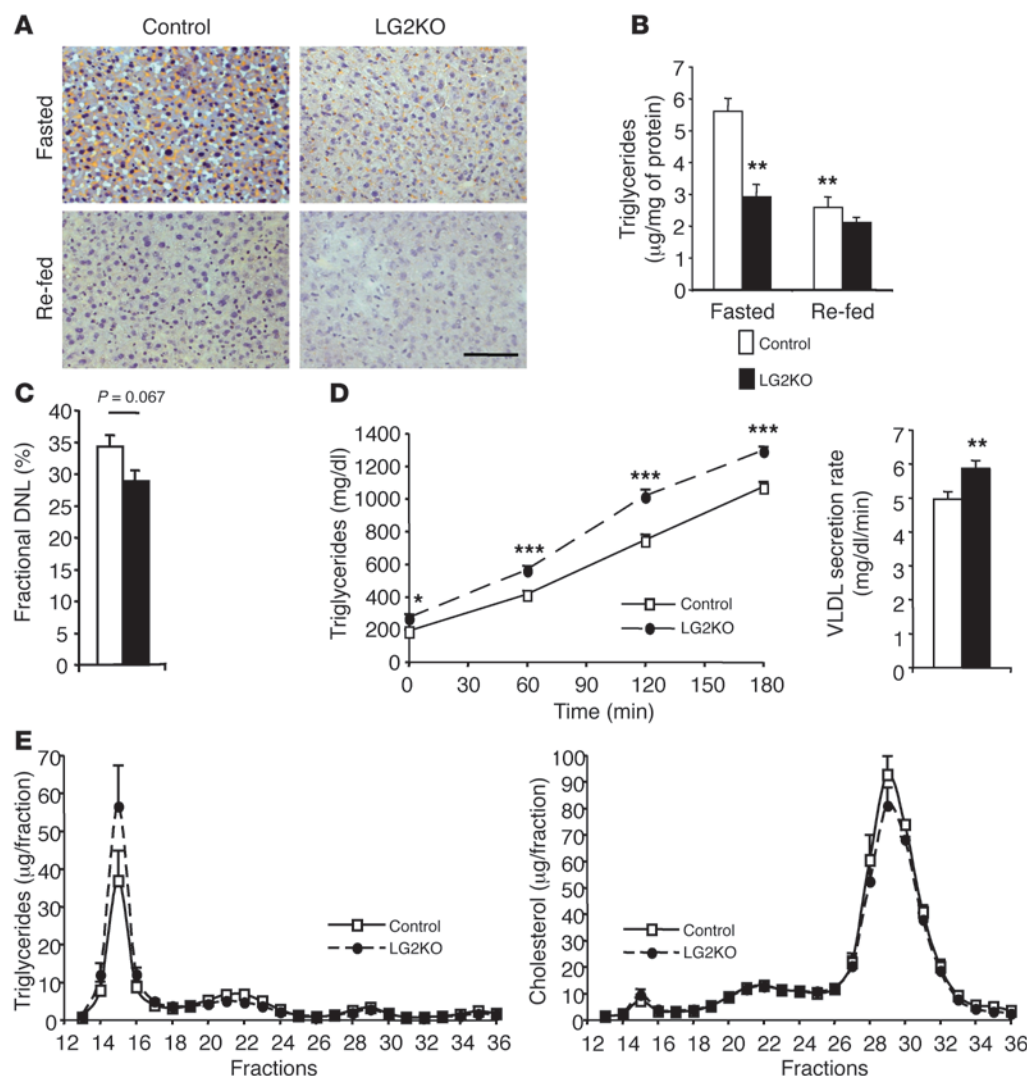 A
Control
LG2KO
Fasted
Re-fed
B
Triglycerides
(µg/mg of protein)
7
6
5
4
3
2
1
0
**
**
Fasted
Re-fed
Control
LG2KO
C
P = 0.067
Fractional DNL (%)
40
35
30
25
20
15
10
5
0
D
Triglycerides (mg/dl)
1400
1200
1000
800
600
400
200
0
*
***
***
***
Control
LG2KO
0 30 60 90 120 150 180
Time (min)
VLDL secretion rate
(mg/dl/min)
7
6
5
4
3
2
1
0
**
E
Triglycerides (µg/fraction)
70
60
50
40
30
20
10
0
Control
LG2KO
12 14 16 18 20 22 24 26 28 30 32 34 36
Fractions
Cholesterol (µg/fraction)
100
90
80
70
60
50
40
30
20
10
0
Control
LG2KO
12 14 16 18 20 22 24 26 28 30 32 34 36
Fractions